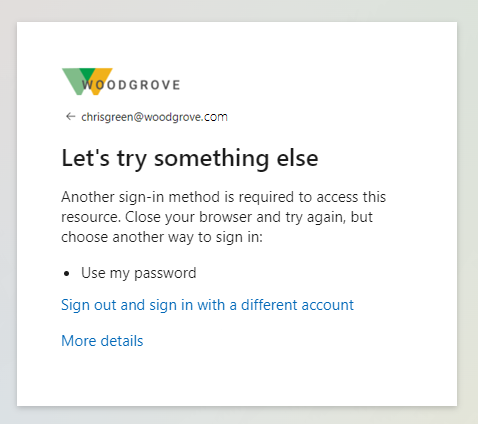 WOODGROVE
← chrisgreen@woodgrove.com
Let's try something else
Another sign-in method is required to access this
resource. Close your browser and try again, but
choose another way to sign in:
• Use my password
Sign out and sign in with a different account
More details